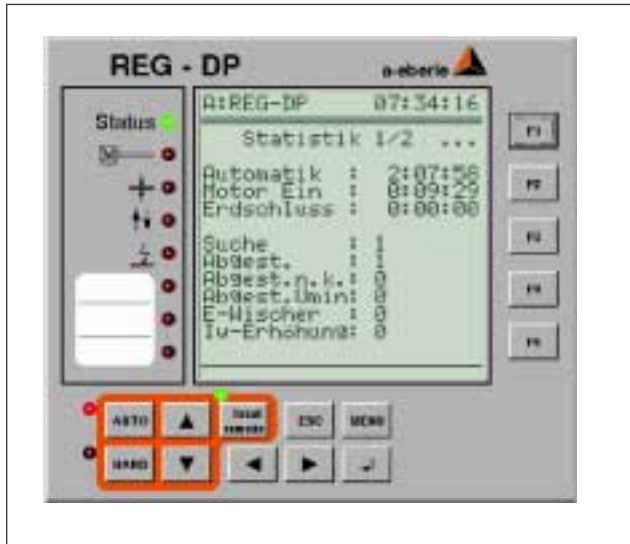 REG - DP
a-eberle
A:REG-DP 07:34:16
Status
Statistik 1/2 ...
Automatik : 2:07:58
Motor Ein : 0:09:29
Erdschluss : 0:00:00
Suche : 1
Abgest. : 1
Abgest.n.k.: 0
Abgest.Umin: 0
E-Wischer : 0
Iw-Erhöhung: 0
F1
F2
F3
F4
F5
AUTO
local
remote
ESC
MENU
HAND